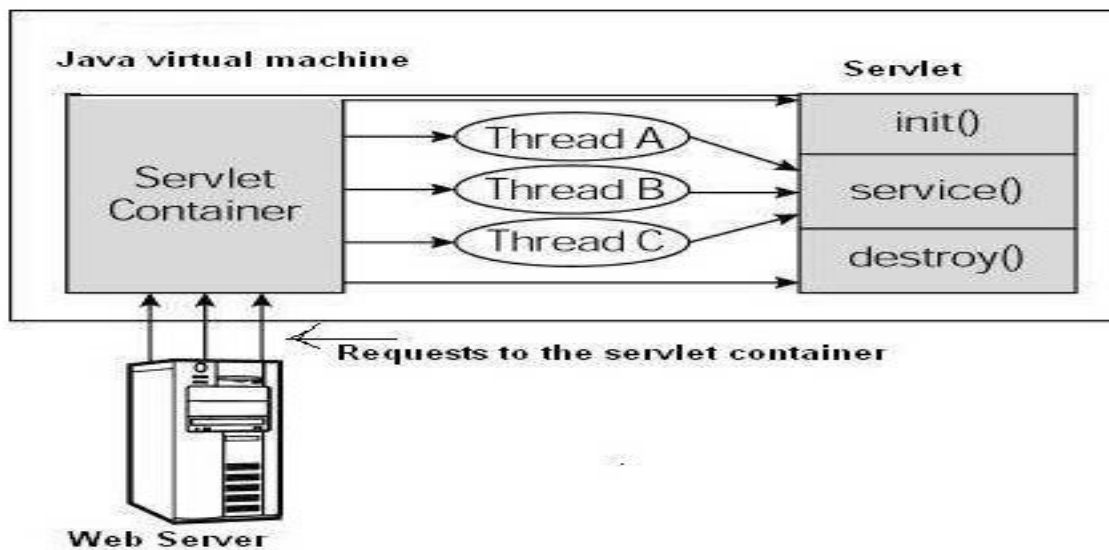 Java virtual machine
Servlet
Servlet
Container
Thread A
Thread B
Thread C
init()
service()
destroy()
Requests to the servlet container
Web Server